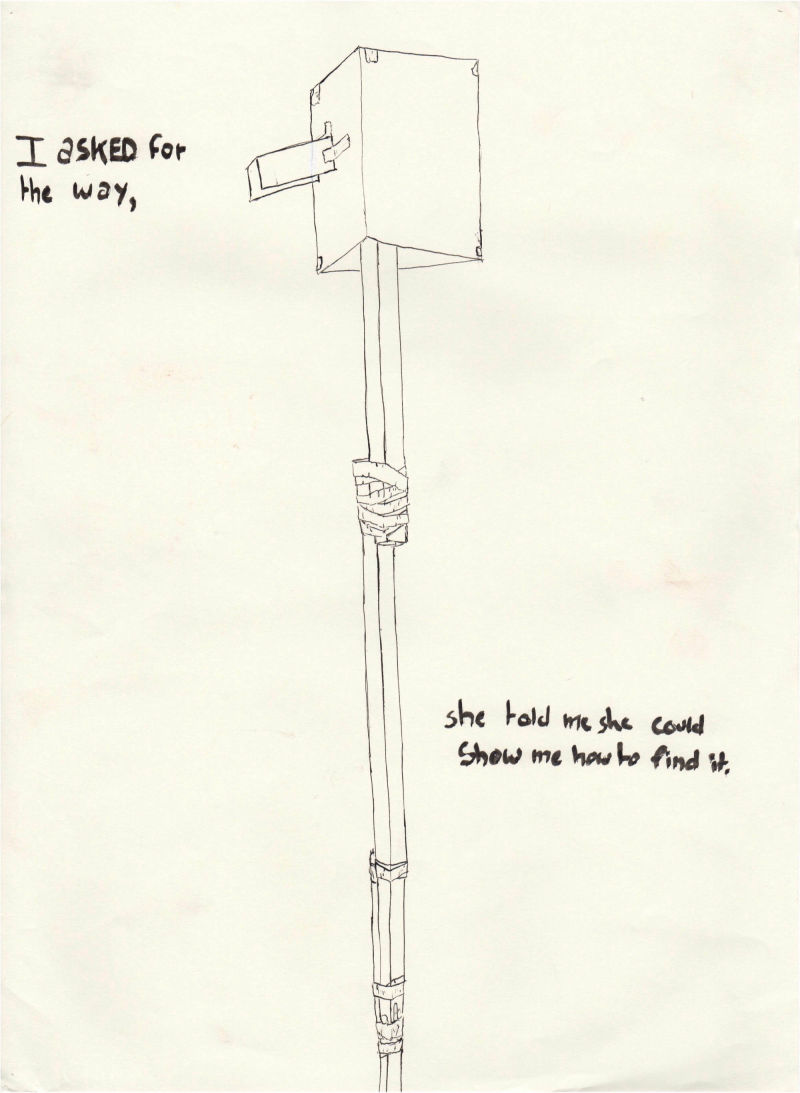 I ASKED for
the way,
she told me she could
Show me how to find it.